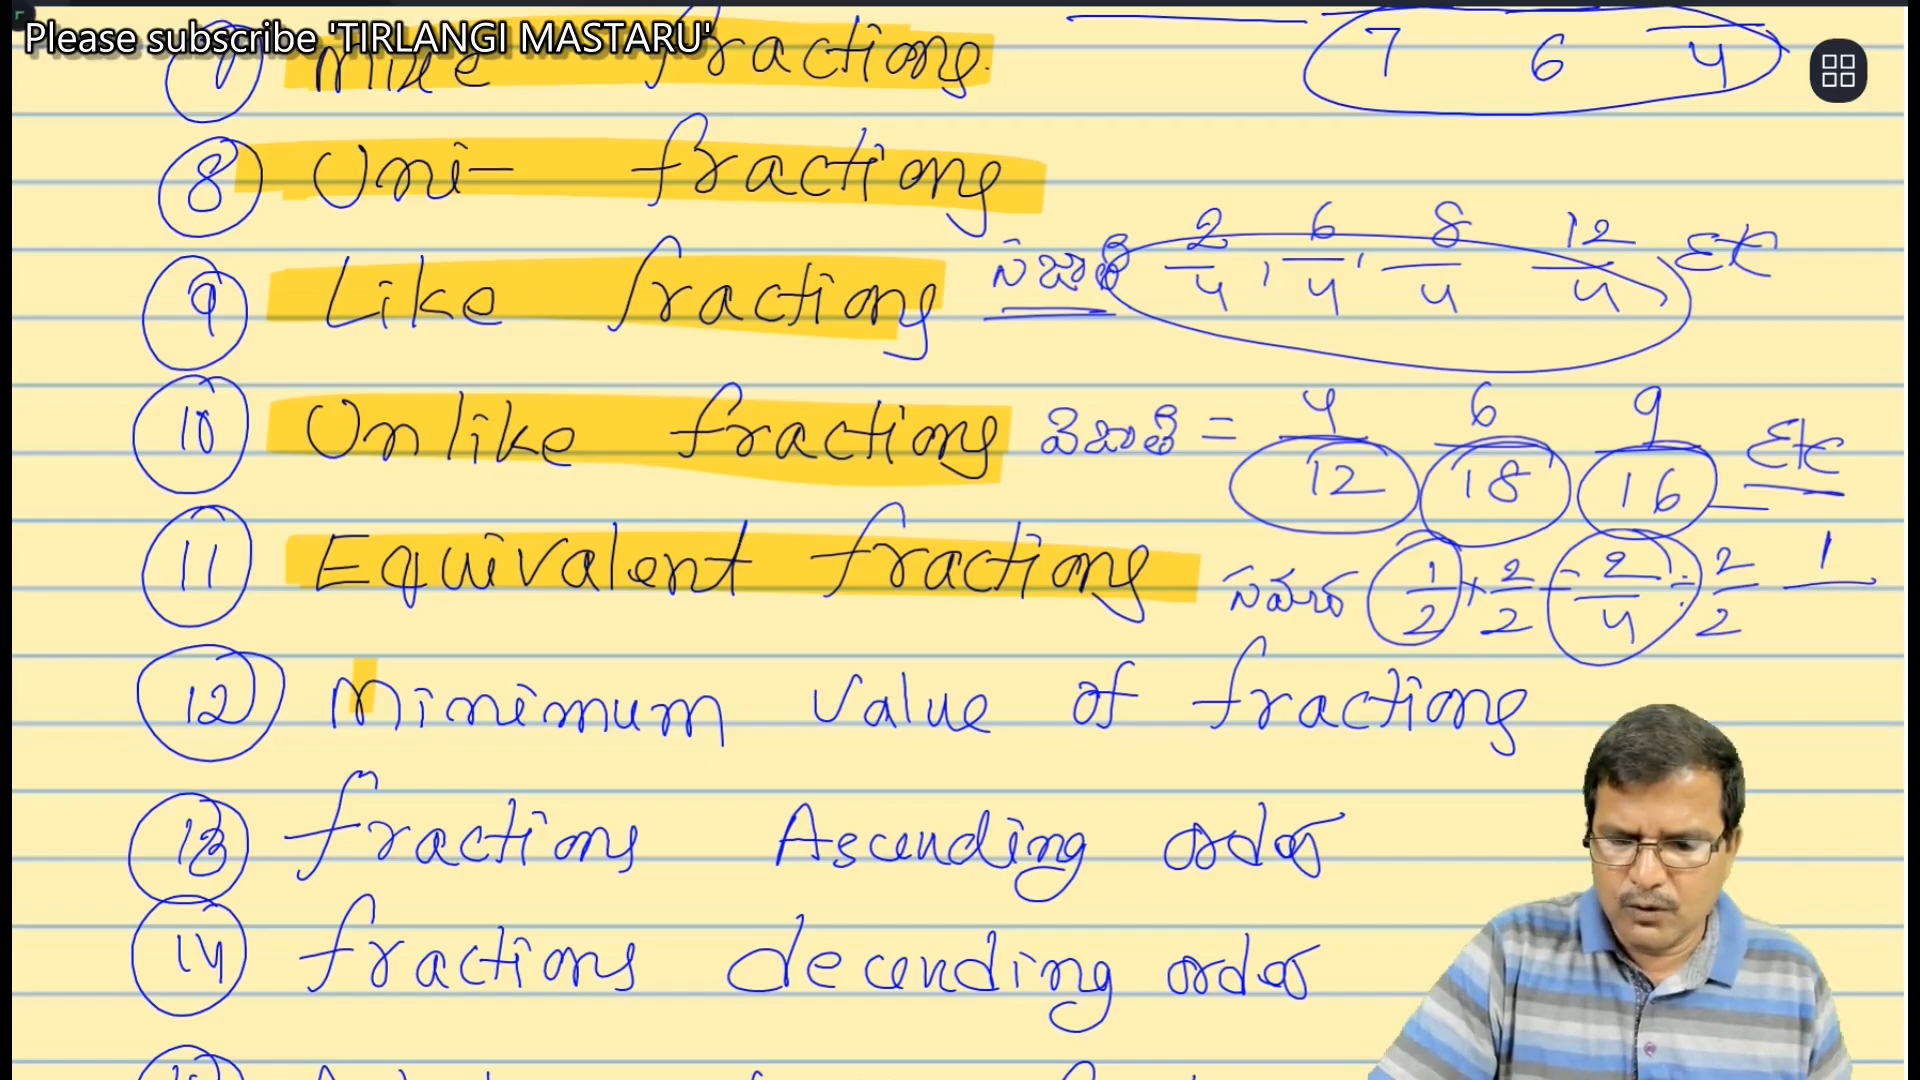 Please subscribe 'TIRLANGI MASTARU'
fractions.
7 6 4
8 Uni- fractions
9 Like fractions సజాతి 2/4, 6/4, 8/4 12/4 Etc
10 Unlike fractions విజాతి = 4/12 6/18 9/16 Etc
11 Equivalent fractions 1/2 × 2/2 = 2/4 ÷ 2/2 1
12 Minimum value of fractions
13 fractions Ascending order
14 fractions decending order